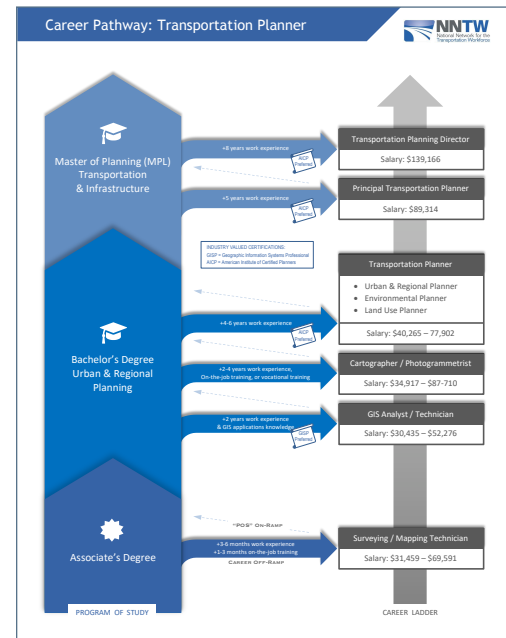 Career Pathway: Transportation Planner
NNTW
National Network for the
Transportation Workforce
Master of Planning (MPL)
Transportation
& Infrastructure
+8 years work experience
AICP
Preferred
Transportation Planning Director
Salary: $139,166
+5 years work experience
AICP
Preferred
Principal Transportation Planner
Salary: $89,314
INDUSTRY VALUED CERTIFICATIONS:
GISP = Geographic Information Systems Professional
AICP = American Institute of Certified Planners
Transportation Planner
• Urban & Regional Planner
• Environmental Planner
• Land Use Planner
Salary: $40,265 – 77,902
+4-6 years work experience
AICP
Preferred
Bachelor's Degree
Urban & Regional
Planning
+2-4 years work experience,
On-the-job training, or vocational training
Cartographer / Photogrammetrist
Salary: $34,917 – $87-710
+2 years work experience
& GIS applications knowledge
GISP
Preferred
GIS Analyst / Technician
Salary: $30,435 – $52,276
"POS" On-Ramp
+3-6 months work experience
+1-3 months on-the-job training
Career Off-Ramp
Associate's Degree
Surveying / Mapping Technician
Salary: $31,459 – $69,591
PROGRAM OF STUDY
CAREER LADDER